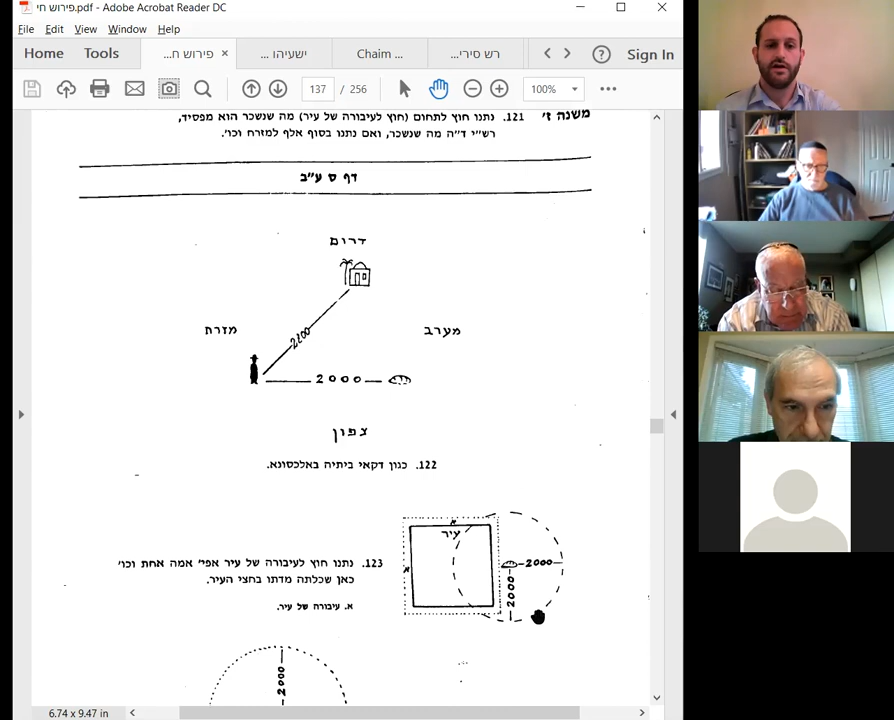 פירוש חי.pdf - Adobe Acrobat Reader DC
File Edit View Window Help
Home Tools פירוש ח... × ישעיהו ... Chaim ... רש סירי... Sign In
137 / 256 100%
משנה ז' 121. נתנו חוץ לתחום (חוץ לעיבורה של עיר) מה שנשכר הוא מפסיד,
רש"י ד"ה מה שנשכר, ואם נתנו בסוף אלף למזרח וכו'.
דף ס ע"ב
דרום
מזרח
מערב
2200
2000
צפון
122. כגון דקאי ביתיה באלכסונא.
א
עיר
א
2000
2000
123. נתנו חוץ לעיבורה של עיר אפי' אמה אחת וכו'
כאן שכלתה מדתו בחצי העיר.
א. עיבורה של עיר.
2000
6.74 x 9.47 in